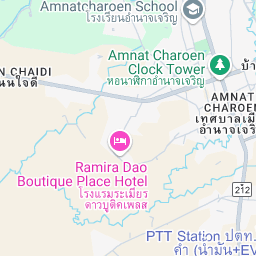 Amnatcharoen School
โรงเรียนอำนาจเจริญ
Amnat Charoen
Clock Tower
หอนาฬิกาอำนาจเจริญ
N CHAIDI
นนใจดี
บ้า
AMNAT
CHAROEN
เทศบาลเมือ
อำนาจเจริ
Ramira Dao
Boutique Place Hotel
โรงแรมระเมียร
ดาวบูติคเพลส
212
PTT Station ปตท.
คำ (น้ำมัน+EV